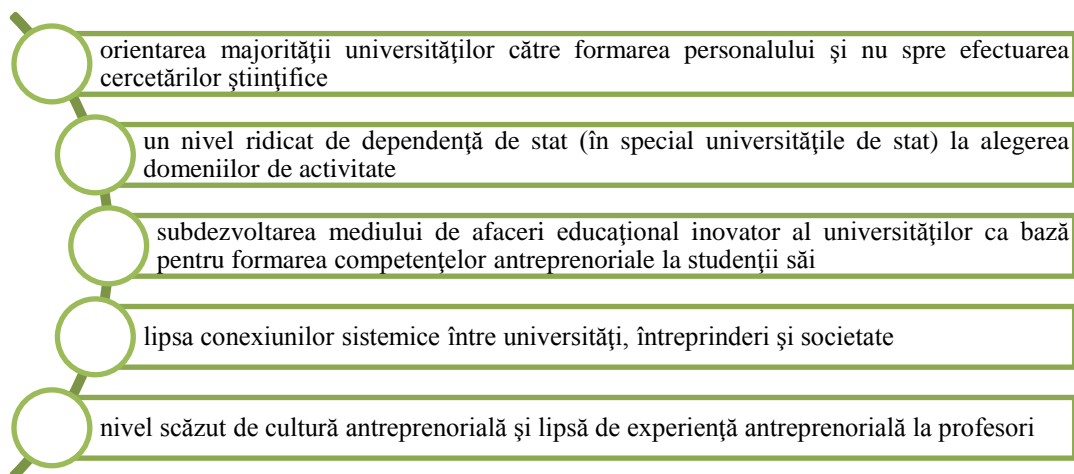 orientarea majorităţii universităţilor către formarea personalului şi nu spre efectuarea
cercetărilor ştiinţifice
un nivel ridicat de dependenţă de stat (în special universităţile de stat) la alegerea
domeniilor de activitate
subdezvoltarea mediului de afaceri educaţional inovator al universităţilor ca bază
pentru formarea competenţelor antreprenoriale la studenţii săi
lipsa conexiunilor sistemice între universităţi, întreprinderi şi societate
nivel scăzut de cultură antreprenorială şi lipsă de experienţă antreprenorială la profesori